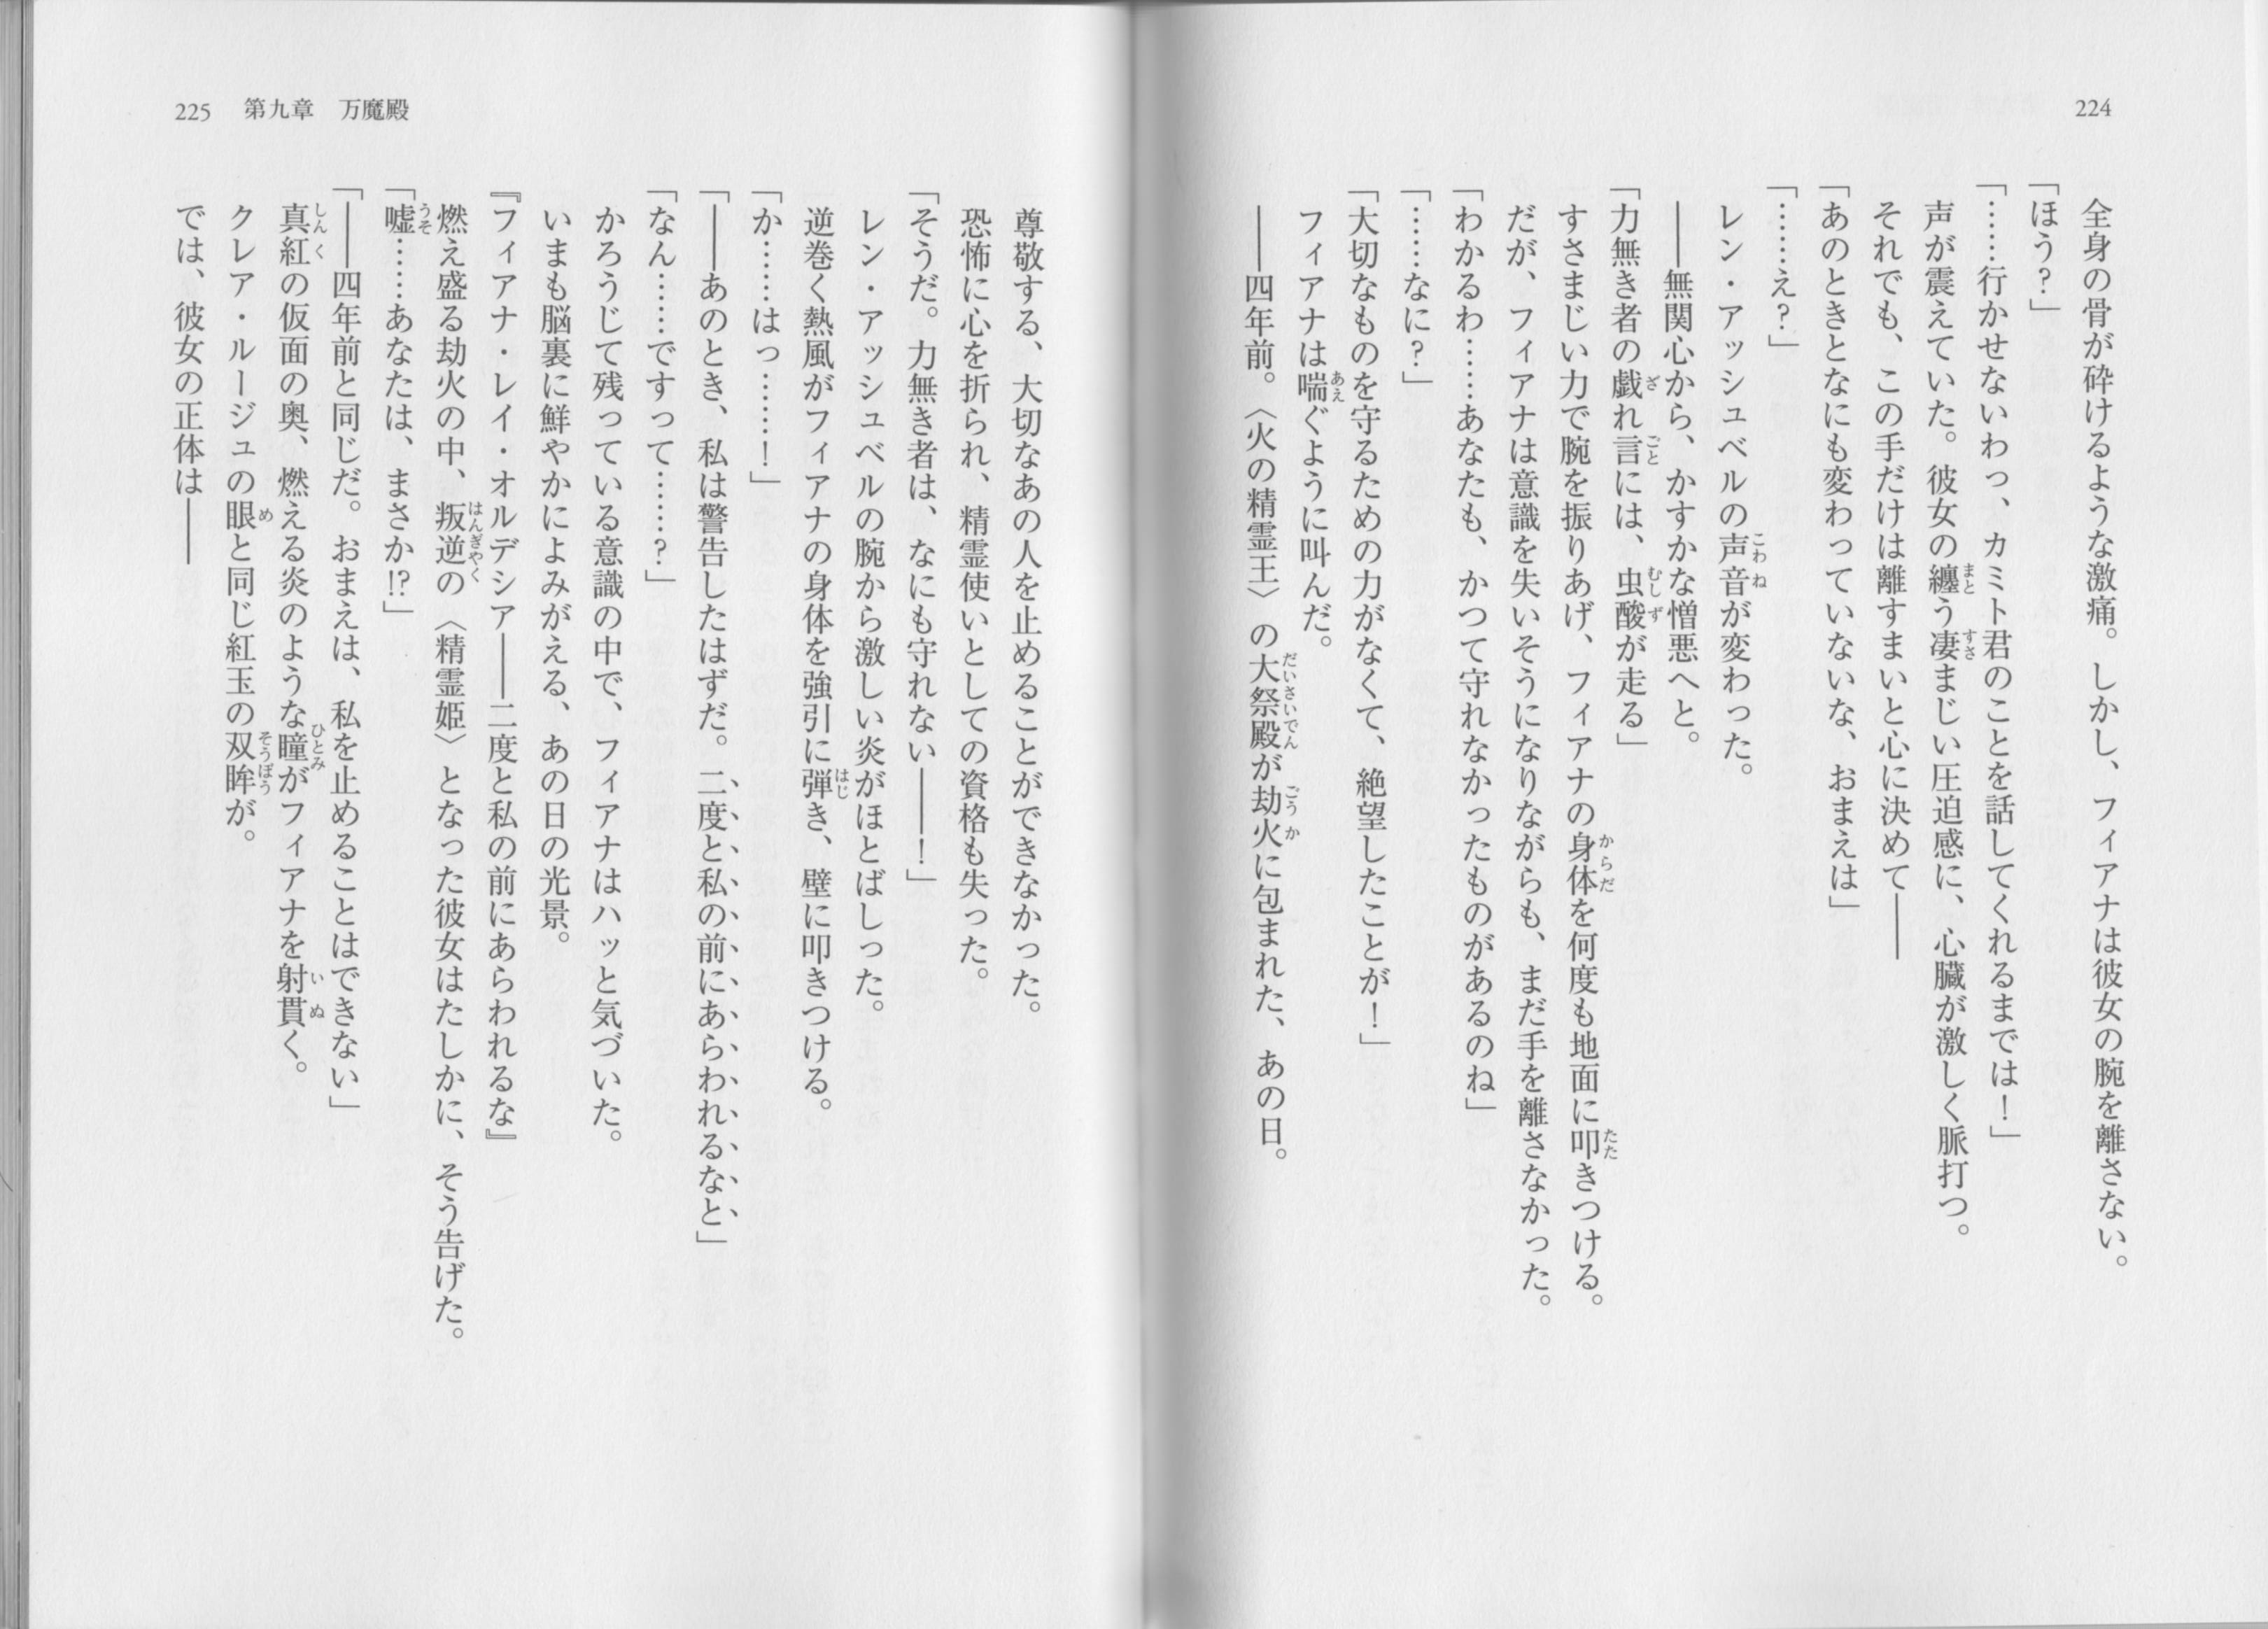 224
全身の骨が砕けるような激痛。しかし、フィアナは彼女の腕を離さない。
「ほう?」
「……行かせないわっ、カミト君のことを話してくれるまでは!」
声が震えていた。彼女の纏う凄まじい圧迫感に、心臓が激しく脈打つ。
それでも、この手だけは離すまいと心に決めて――
「あのときとなにも変わっていないな、おまえは」
「……え?」
レン・アッシュベルの声音が変わった。
――無関心から、かすかな憎悪へと。
「力無き者の戯れ言には、虫酸が走る」
すさまじい力で腕を振りあげ、フィアナの身体を何度も地面に叩きつける。
だが、フィアナは意識を失いそうになりながらも、まだ手を離さなかった。
「わかるわ……あなたも、かつて守れなかったものがあるのね」
「……なに?」
「大切なものを守るための力がなくて、絶望したことが!」
フィアナは喘ぐように叫んだ。
――四年前。〈火の精霊王〉の大祭殿が劫火に包まれた、あの日。
225 第九章 万魔殿
尊敬する、大切なあの人を止めることができなかった。
恐怖に心を折られ、精霊使いとしての資格も失った。
「そうだ。力無き者は、なにも守れない――!」
レン・アッシュベルの腕から激しい炎がほとばしった。
逆巻く熱風がフィアナの身体を強引に弾き、壁に叩きつける。
「か……はっ……!」
「――あのとき、私は警告したはずだ。二度と私の前にあらわれるなと」
「なん……ですって……?」
かろうじて残っている意識の中で、フィアナはハッと気づいた。
いまも脳裏に鮮やかによみがえる、あの日の光景。
『フィアナ・レイ・オルデシア――二度と私の前にあらわれるな』
燃え盛る劫火の中、叛逆の〈精霊姫〉となった彼女はたしかに、そう告げた。
「嘘……あなたは、まさか!?」
「――四年前と同じだ。おまえは、私を止めることはできない」
真紅の仮面の奥、燃える炎のような瞳がフィアナを射貫く。
クレア・ルージュの眼と同じ紅玉の双眸が。
では、彼女の正体は――